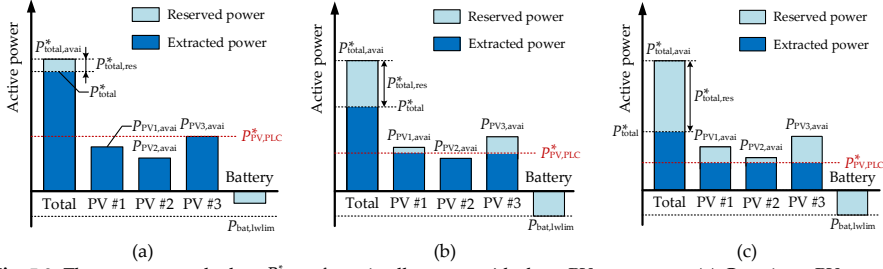 Active power
Reserved power
Extracted power
P*total,avai
P*total,res
P*total
PPV1,avai
PPV2,avai
PPV3,avai
P*PV,PLC
Battery
Total PV #1 PV #2 PV #3
Pbat,lwlim
(a)
Active power
Reserved power
Extracted power
P*total,avai
P*total,res
P*total
PPV1,avai
PPV2,avai
PPV3,avai
P*PV,PLC
Battery
Total PV #1 PV #2 PV #3
Pbat,lwlim
(b)
Active power
Reserved power
Extracted power
P*total,avai
P*total,res
P*total
PPV1,avai
PPV2,avai
PPV3,avai
P*PV,PLC
Battery
Total PV #1 PV #2 PV #3
Pbat,lwlim
(c)